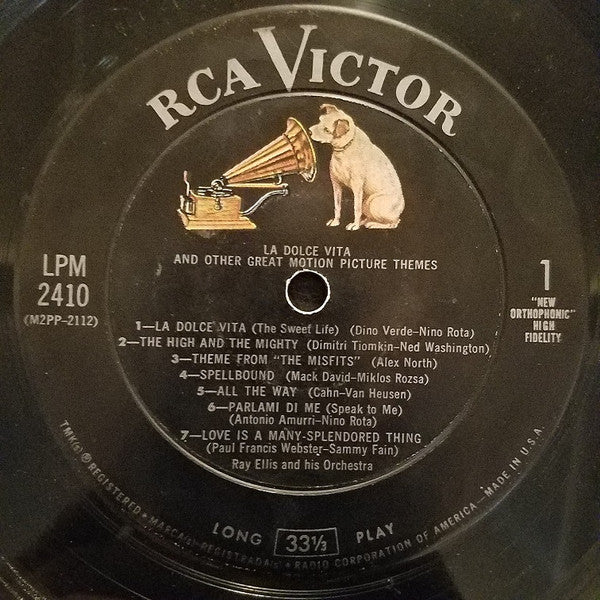 RCA VICTOR
LA DOLCE VITA
AND OTHER GREAT MOTION PICTURE THEMES
LPM
2410
(M2PP-2112)
1
"NEW
ORTHOPHONIC"
HIGH
FIDELITY
1—LA DOLCE VITA (The Sweet Life) (Dino Verde-Nino Rota)
2—THE HIGH AND THE MIGHTY (Dimitri Tiomkin-Ned Washington)
3—THEME FROM "THE MISFITS" (Alex North)
4—SPELLBOUND (Mack David-Miklos Rozsa)
5—ALL THE WAY (Cahn-Van Heusen)
6—PARLAMI DI ME (Speak to Me)
(Antonio Amurri-Nino Rota)
7—LOVE IS A MANY-SPLENDORED THING
(Paul Francis Webster-Sammy Fain)
Ray Ellis and his Orchestra
LONG 33⅓ PLAY
TMK(s) ® REGISTERED • MARCA(s) REGISTRADA(s) • RADIO CORPORATION OF AMERICA - MADE IN U.S.A.